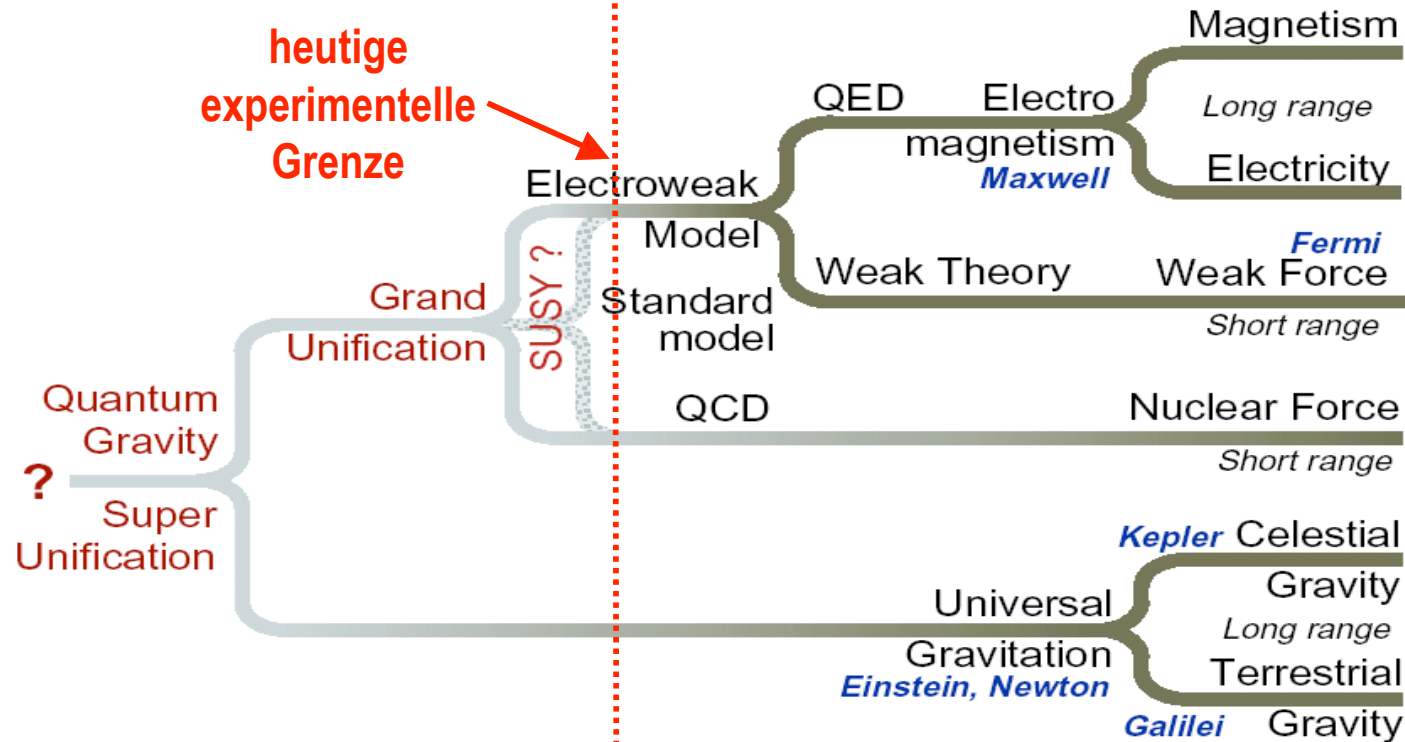 heutige
experimentelle
Grenze
Magnetism
QED
Electro
magnetism
Maxwell
Long range
Electricity
Electroweak
Model
Fermi
Weak Theory
Weak Force
Short range
Grand
Unification
SUSY ?
Standard
model
QCD
Nuclear Force
Short range
Quantum
Gravity
?
Super
Unification
Kepler Celestial
Gravity
Universal
Gravitation
Einstein, Newton
Long range
Terrestrial
Galilei Gravity